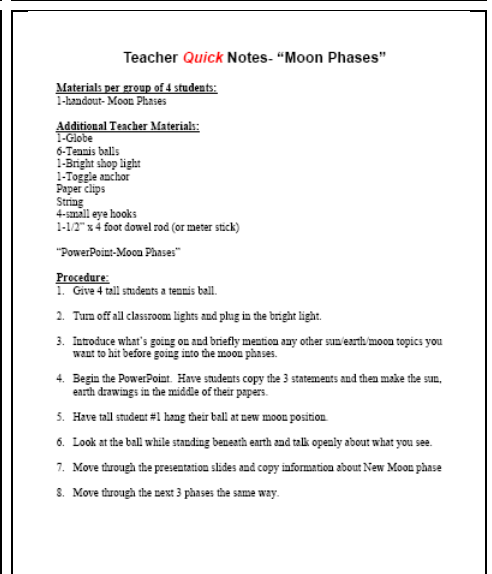 Teacher Quick Notes- “Moon Phases”
Materials per group of 4 students:
1-handout- Moon Phases
Additional Teacher Materials:
1-Globe
6-Tennis balls
1-Bright shop light
1-Toggle anchor
Paper clips
String
4-small eye hooks
1-1/2” x 4 foot dowel rod (or meter stick)
“PowerPoint-Moon Phases”
Procedure:
1. Give 4 tall students a tennis ball.
2. Turn off all classroom lights and plug in the bright light.
3. Introduce what’s going on and briefly mention any other sun/earth/moon topics you
want to hit before going into the moon phases.
4. Begin the PowerPoint. Have students copy the 3 statements and then make the sun,
earth drawings in the middle of their papers.
5. Have tall student #1 hang their ball at new moon position.
6. Look at the ball while standing beneath earth and talk openly about what you see.
7. Move through the presentation slides and copy information about New Moon phase
8. Move through the next 3 phases the same way.